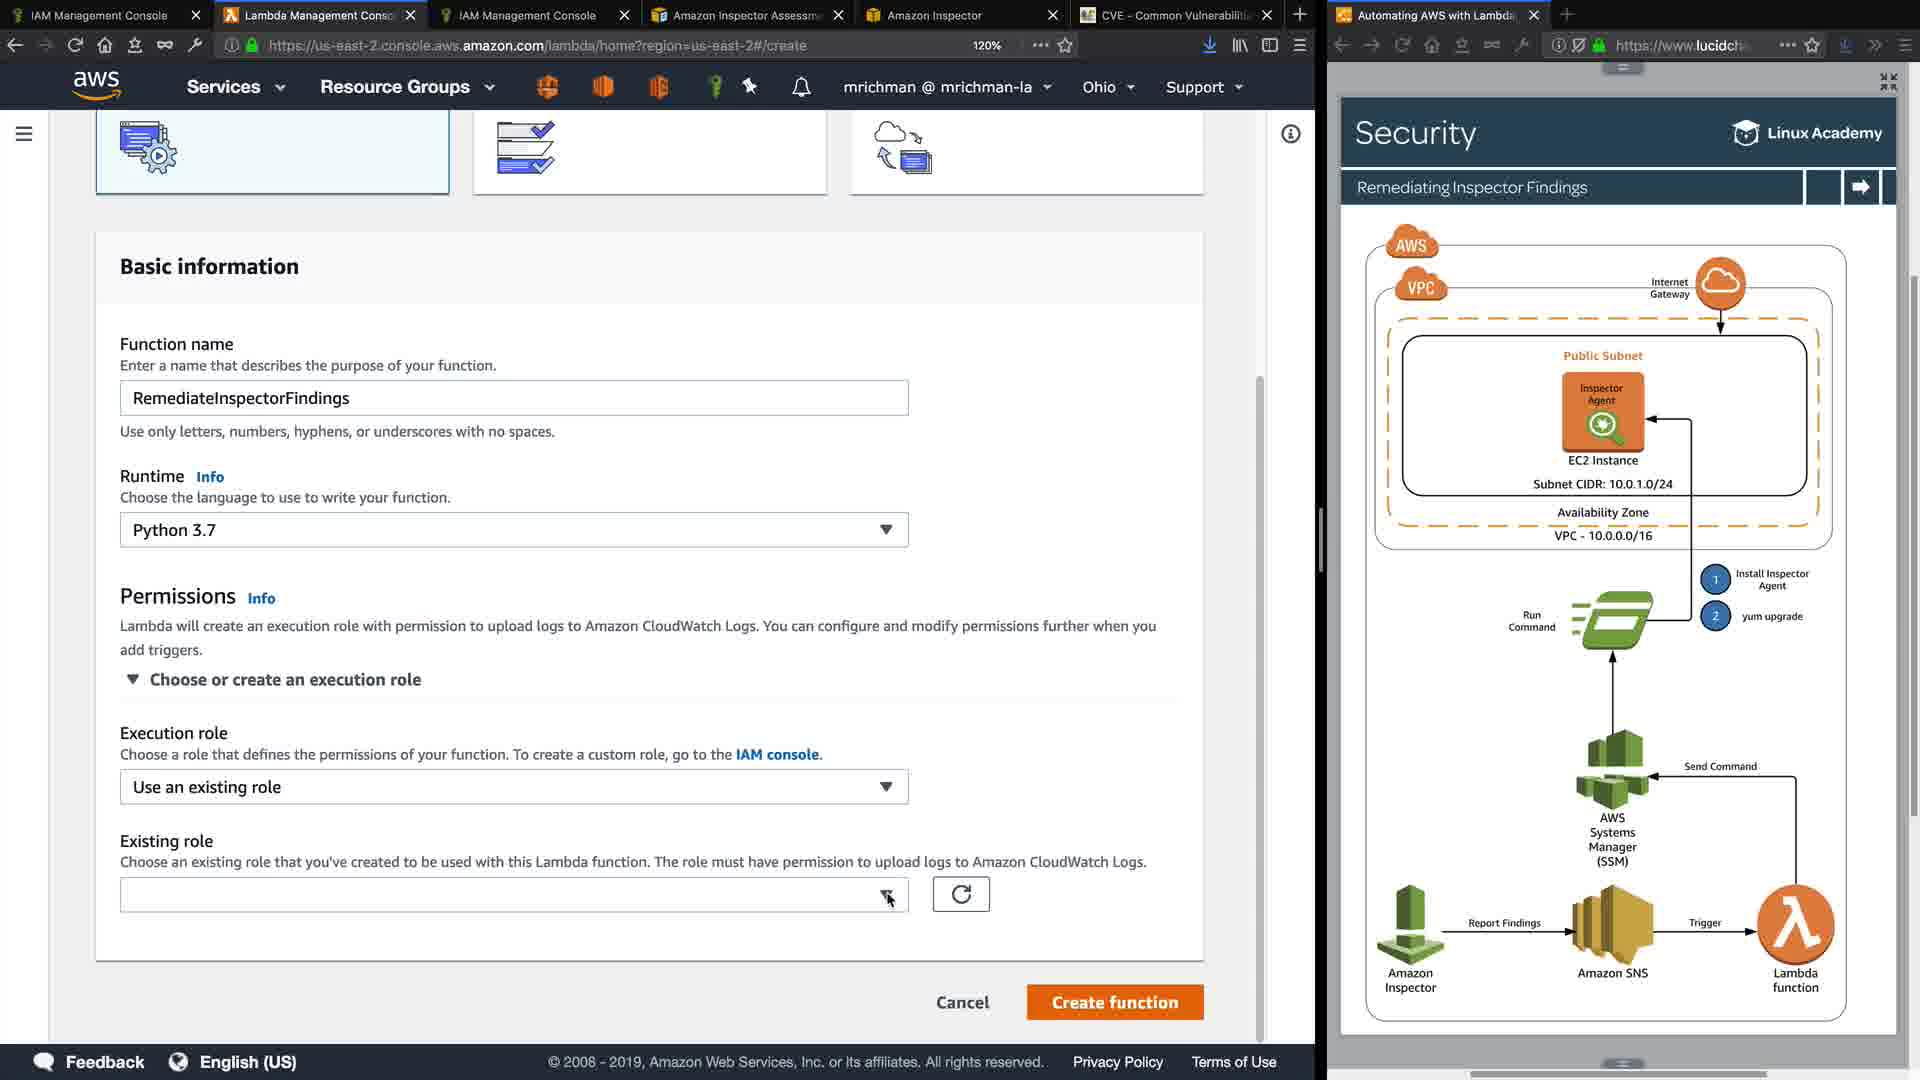 IAM Management Console
Lambda Management Conso
IAM Management Console
Amazon Inspector Assessm
Amazon Inspector
CVE - Common Vulnerabiliti
https://us-east-2.console.aws.amazon.com/lambda/home?region=us-east-2#/create
120%
aws
Services
Resource Groups
mrichman @ mrichman-la
Ohio
Support
Basic information
Function name
Enter a name that describes the purpose of your function.
RemediateInspectorFindings
Use only letters, numbers, hyphens, or underscores with no spaces.
Runtime Info
Choose the language to use to write your function.
Python 3.7
Permissions Info
Lambda will create an execution role with permission to upload logs to Amazon CloudWatch Logs. You can configure and modify permissions further when you
add triggers.
Choose or create an execution role
Execution role
Choose a role that defines the permissions of your function. To create a custom role, go to the IAM console.
Use an existing role
Existing role
Choose an existing role that you've created to be used with this Lambda function. The role must have permission to upload logs to Amazon CloudWatch Logs.
Cancel
Create function
Feedback
English (US)
© 2008 - 2019, Amazon Web Services, Inc. or its affiliates. All rights reserved.
Privacy Policy
Terms of Use
Automating AWS with Lambda
https://www.lucidcha
Security
Linux Academy
Remediating Inspector Findings
AWS
VPC
Internet
Gateway
Public Subnet
Inspector
Agent
EC2 Instance
Subnet CIDR: 10.0.1.0/24
Availability Zone
VPC - 10.0.0.0/16
1
Install Inspector
Agent
2
yum upgrade
Run
Command
Send Command
AWS
Systems
Manager
(SSM)
Report Findings
Trigger
Amazon
Inspector
Amazon SNS
Lambda
function